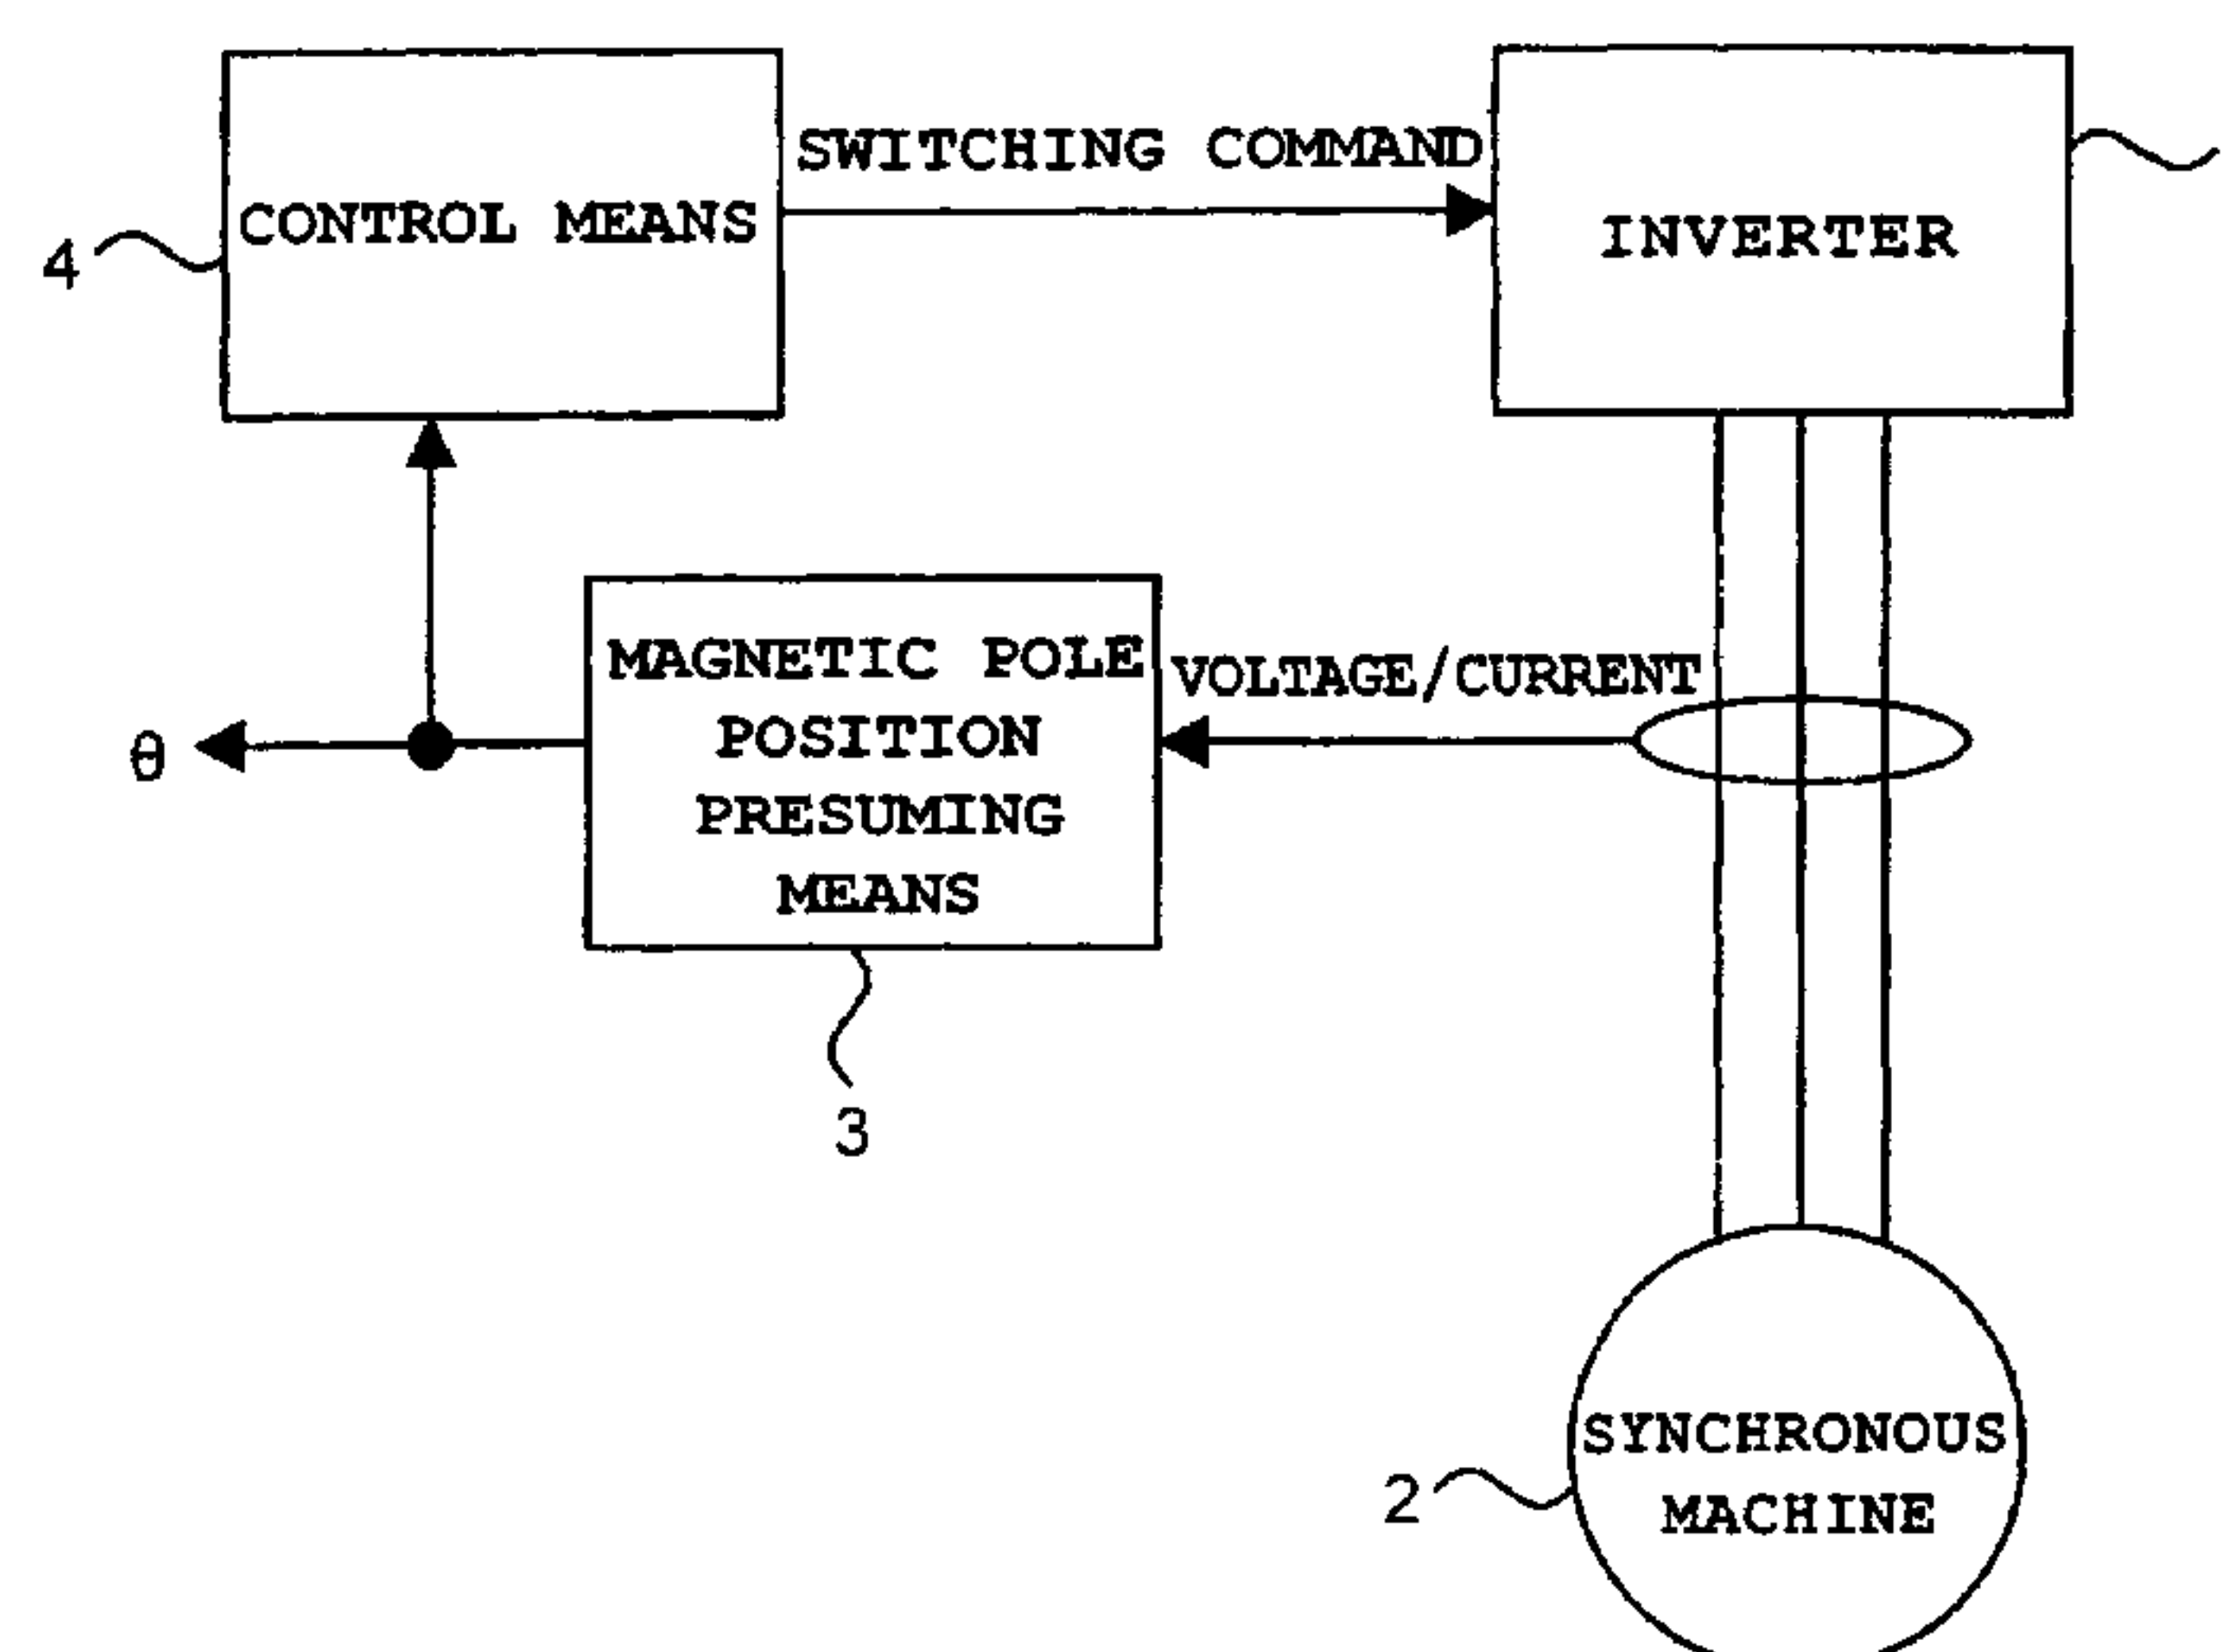 CONTROL MEANS
4
SWITCHING COMMAND
INVERTER
MAGNETIC POLE
POSITION
PRESUMING
MEANS
3
VOLTAGE/CURRENT
θ
SYNCHRONOUS
MACHINE
2